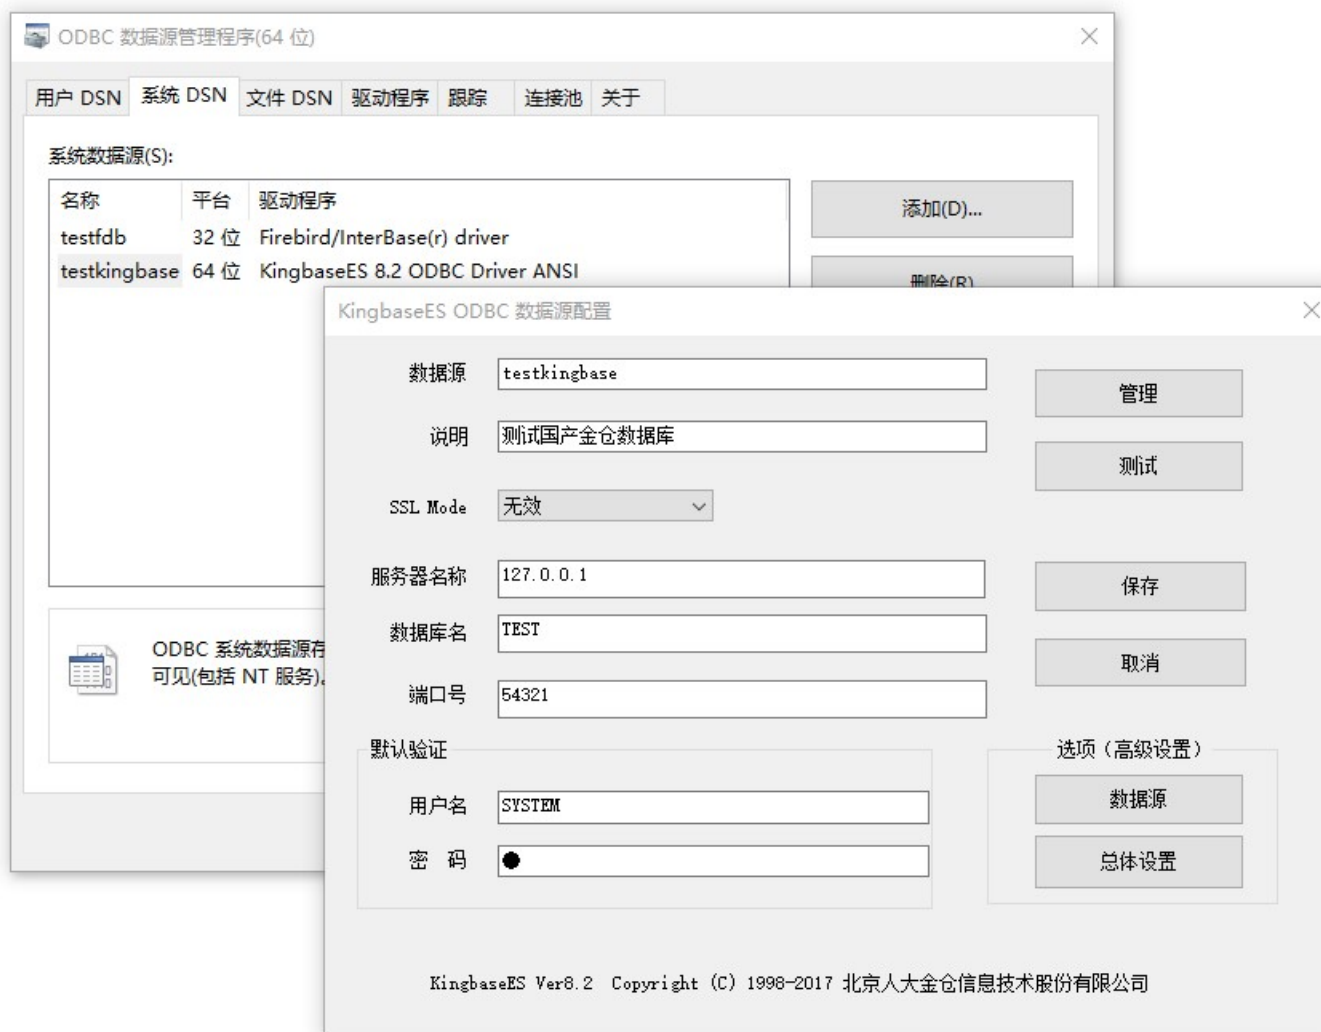 ODBC 数据源管理程序(64 位)
用户 DSN 系统 DSN 文件 DSN 驱动程序 跟踪 连接池 关于
系统数据源(S):
名称 平台 驱动程序
testfdb 32 位 Firebird/InterBase(r) driver
testkingbase 64 位 KingbaseES 8.2 ODBC Driver ANSI
添加(D)...
删除(R)
ODBC 系统数据源存
可见(包括 NT 服务)。
KingbaseES ODBC 数据源配置
数据源 testkingbase
管理
说明 测试国产金仓数据库
测试
SSL Mode 无效
服务器名称 127.0.0.1
保存
数据库名 TEST
取消
端口号 54321
默认验证
选项（高级设置）
用户名 SYSTEM
数据源
密 码
总体设置
KingbaseES Ver8.2 Copyright (C) 1998-2017 北京人大金仓信息技术股份有限公司